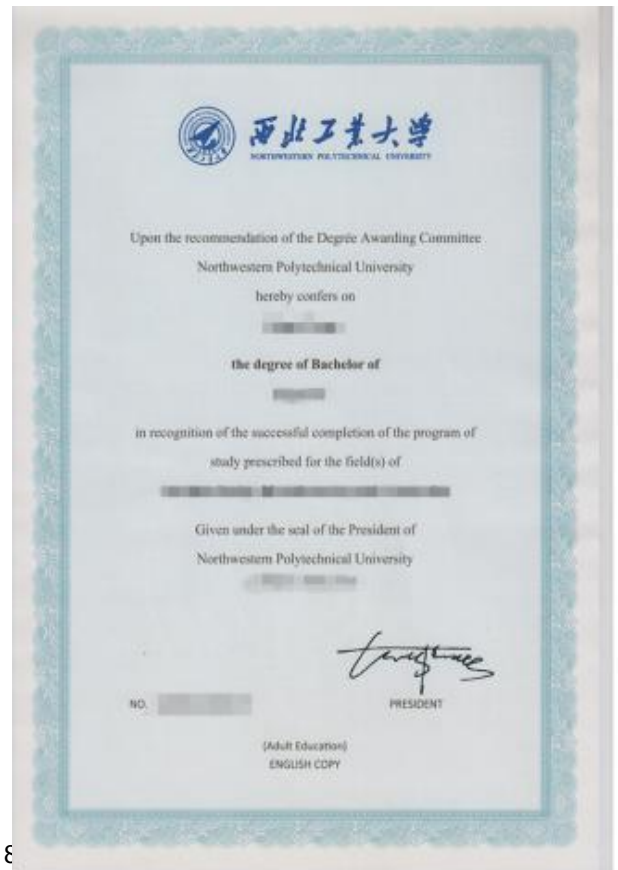 西北工业大学
NORTHWESTERN POLYTECHNICAL UNIVERSITY
Upon the recommendation of the Degree Awarding Committee
Northwestern Polytechnical University
hereby confers on
the degree of Bachelor of
in recognition of the successful completion of the program of
study prescribed for the field(s) of
Given under the seal of the President of
Northwestern Polytechnical University
NO.
PRESIDENT
(Adult Education)
ENGLISH COPY
8